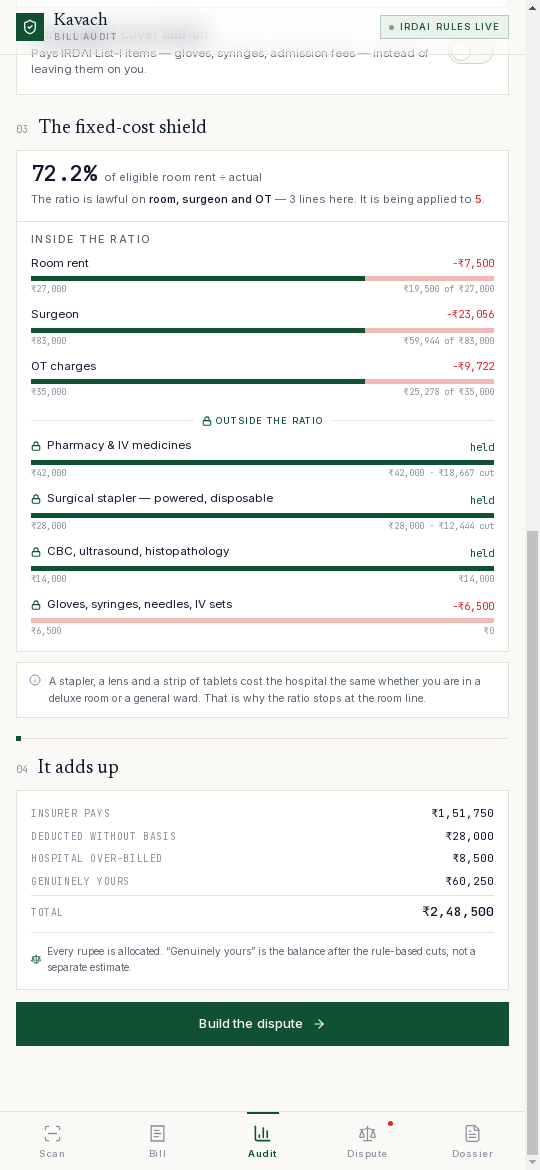 Kavach
BILL AUDIT
IRDAI RULES LIVE
cover add-on
Pays IRDAI List-I items — gloves, syringes, admission fees — instead of
leaving them on you.
03 The fixed-cost shield
72.2% of eligible room rent ÷ actual
The ratio is lawful on room, surgeon and OT — 3 lines here. It is being applied to 5.
INSIDE THE RATIO
Room rent -₹7,500
₹27,000 ₹19,500 of ₹27,000
Surgeon -₹23,056
₹83,000 ₹59,944 of ₹83,000
OT charges -₹9,722
₹35,000 ₹25,278 of ₹35,000
OUTSIDE THE RATIO
Pharmacy & IV medicines held
₹42,000 ₹42,000 · ₹18,667 cut
Surgical stapler — powered, disposable held
₹28,000 ₹28,000 · ₹12,444 cut
CBC, ultrasound, histopathology held
₹14,000 ₹14,000
Gloves, syringes, needles, IV sets -₹6,500
₹6,500 ₹0
A stapler, a lens and a strip of tablets cost the hospital the same whether you are in a
deluxe room or a general ward. That is why the ratio stops at the room line.
04 It adds up
INSURER PAYS ₹1,51,750
DEDUCTED WITHOUT BASIS ₹28,000
HOSPITAL OVER-BILLED ₹8,500
GENUINELY YOURS ₹60,250
TOTAL ₹2,48,500
Every rupee is allocated. “Genuinely yours” is the balance after the rule-based cuts, not a
separate estimate.
Build the dispute →
Scan Bill Audit Dispute Dossier